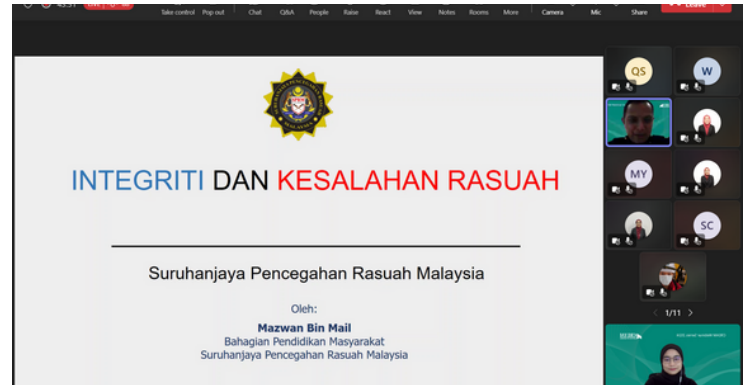 45:31
Take control Pop out Chat Q&A People Raise React View Notes Rooms More Camera Mic Share Leave
QS W
INTEGRITI DAN KESALAHAN RASUAH
MY
SC
Suruhanjaya Pencegahan Rasuah Malaysia
1/11
Oleh:
Mazwan Bin Mail
Bahagian Pendidikan Masyarakat
Suruhanjaya Pencegahan Rasuah Malaysia